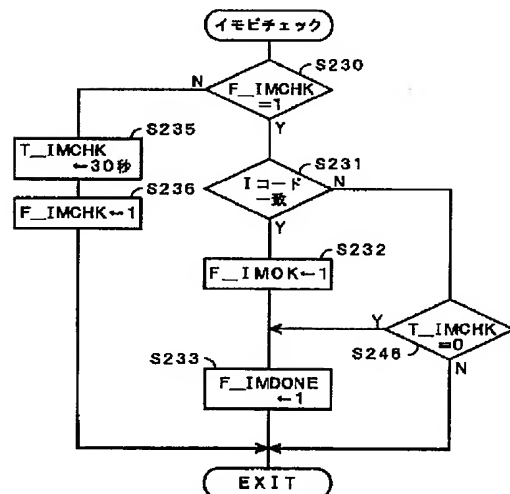 イモビチェック
S230
F_IMCHK
=1
N
Y
S235
T_IMCHK
←30秒
S236
F_IMCHK←1
S231
Iコード
一致
N
Y
S232
F_IMOK←1
Y
T_IMCHK
=0
S246
N
S233
F_IMDONE
←1
EXIT